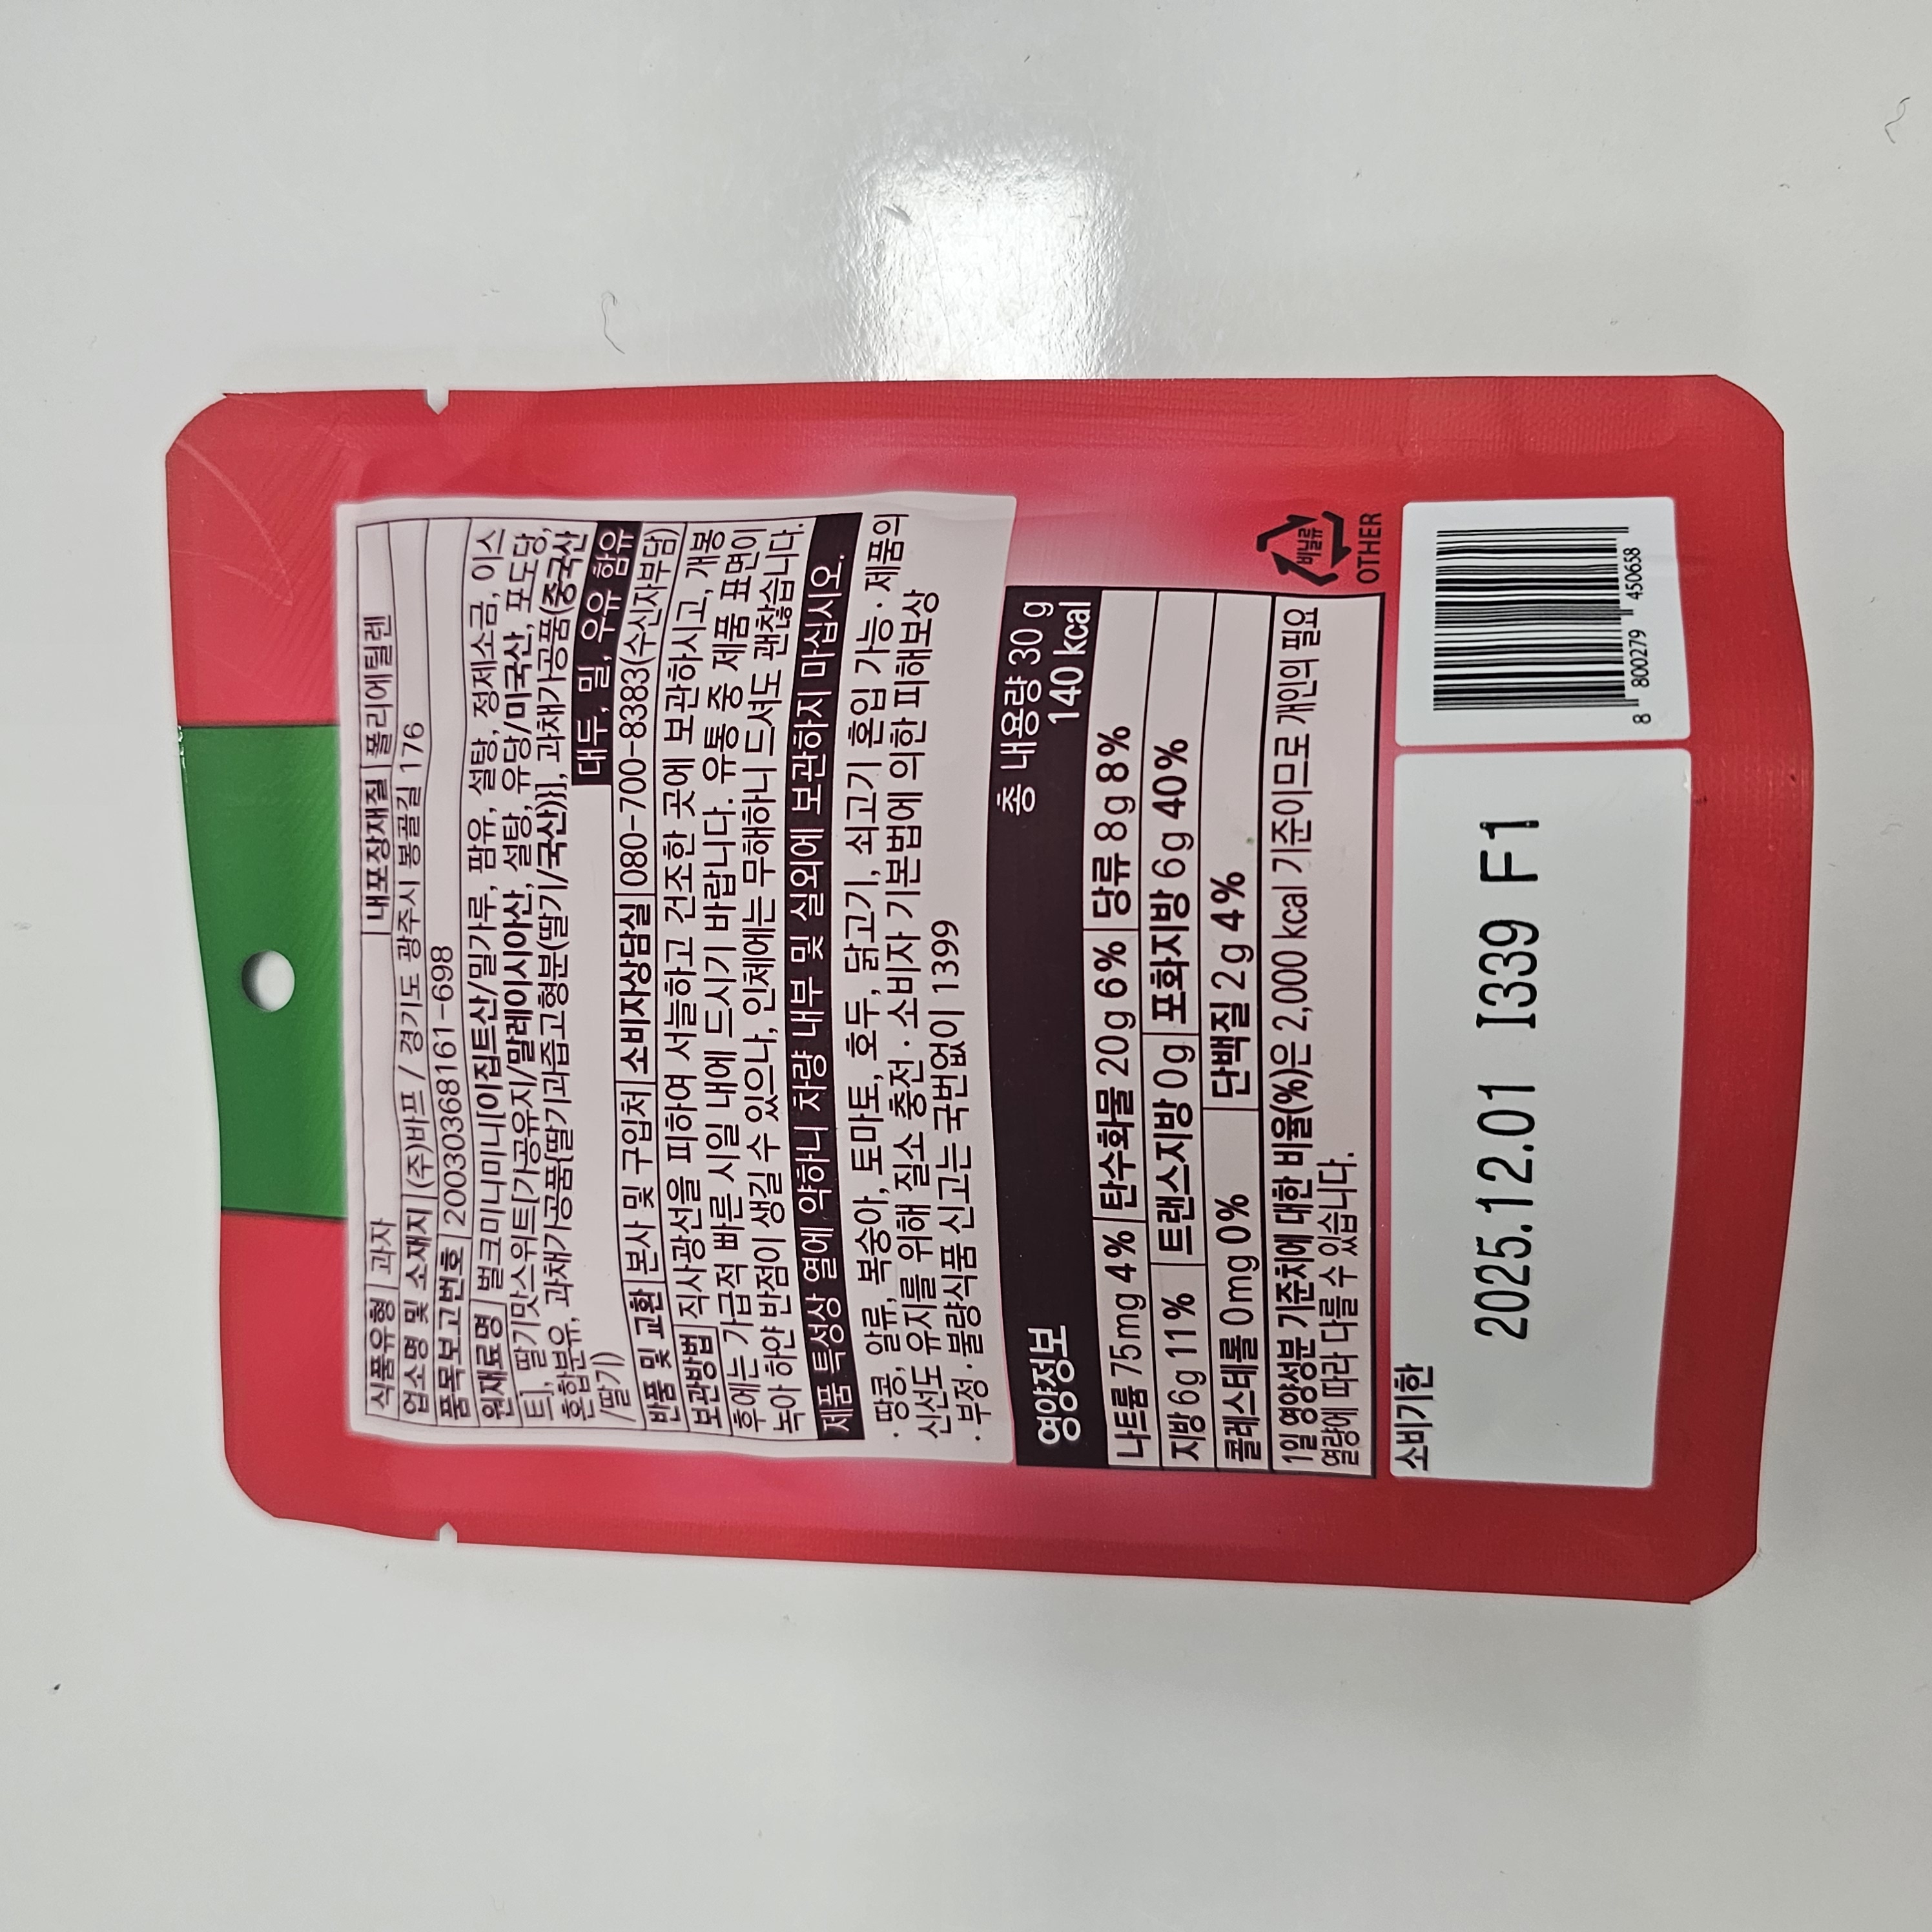 식품유형 과자 내포장재질 폴리에틸렌
업소명 및 소재지 (주)바프 / 경기도 광주시 봉골길 176
품목보고번호 20030368161-698
원재료명 벌크미니미니[이집트산/밀가루, 팜유, 설탕, 정제소금, 이스
트], 딸기맛스위트[가공유지/말레이시아산, 설탕, 유당/미국산, 포도당,
혼합분유, 과채가공품{딸기과즙고형분(딸기/국산)}], 과채가공품(중국산
/딸기)
대두, 밀, 우유 함유
반품 및 교환 본사 및 구입처 소비자상담실 080-700-8383(수신자부담)
보관방법 직사광선을 피하여 서늘하고 건조한 곳에 보관하시고, 개봉
후에는 가급적 빠른 시일 내에 드시기 바랍니다. 유통 중 제품 표면이
녹아 하얀 반점이 생길 수 있으나, 인체에는 무해하니 드셔도 괜찮습니다.
제품 특성상 열에 약하니 차량 내부 및 실외에 보관하지 마십시오.
· 땅콩, 알류, 복숭아, 토마토, 호두, 닭고기, 쇠고기 혼입 가능 · 제품의
신선도 유지를 위해 질소 충전 · 소비자 기본법에 의한 피해보상
· 부정 · 불량식품 신고는 국번없이 1399
영양정보 총 내용량 30 g
140 kcal
나트륨 75mg 4% 탄수화물 20g 6% 당류 8g 8%
지방 6g 11% 트랜스지방 0g 포화지방 6g 40%
콜레스테롤 0mg 0% 단백질 2g 4%
1일 영양성분 기준치에 대한 비율(%)은 2,000 kcal 기준이므로 개인의 필요
열량에 따라 다를 수 있습니다.
비닐류
OTHER
소비기한
2025.12.01 I339 F1
8 800279 450658